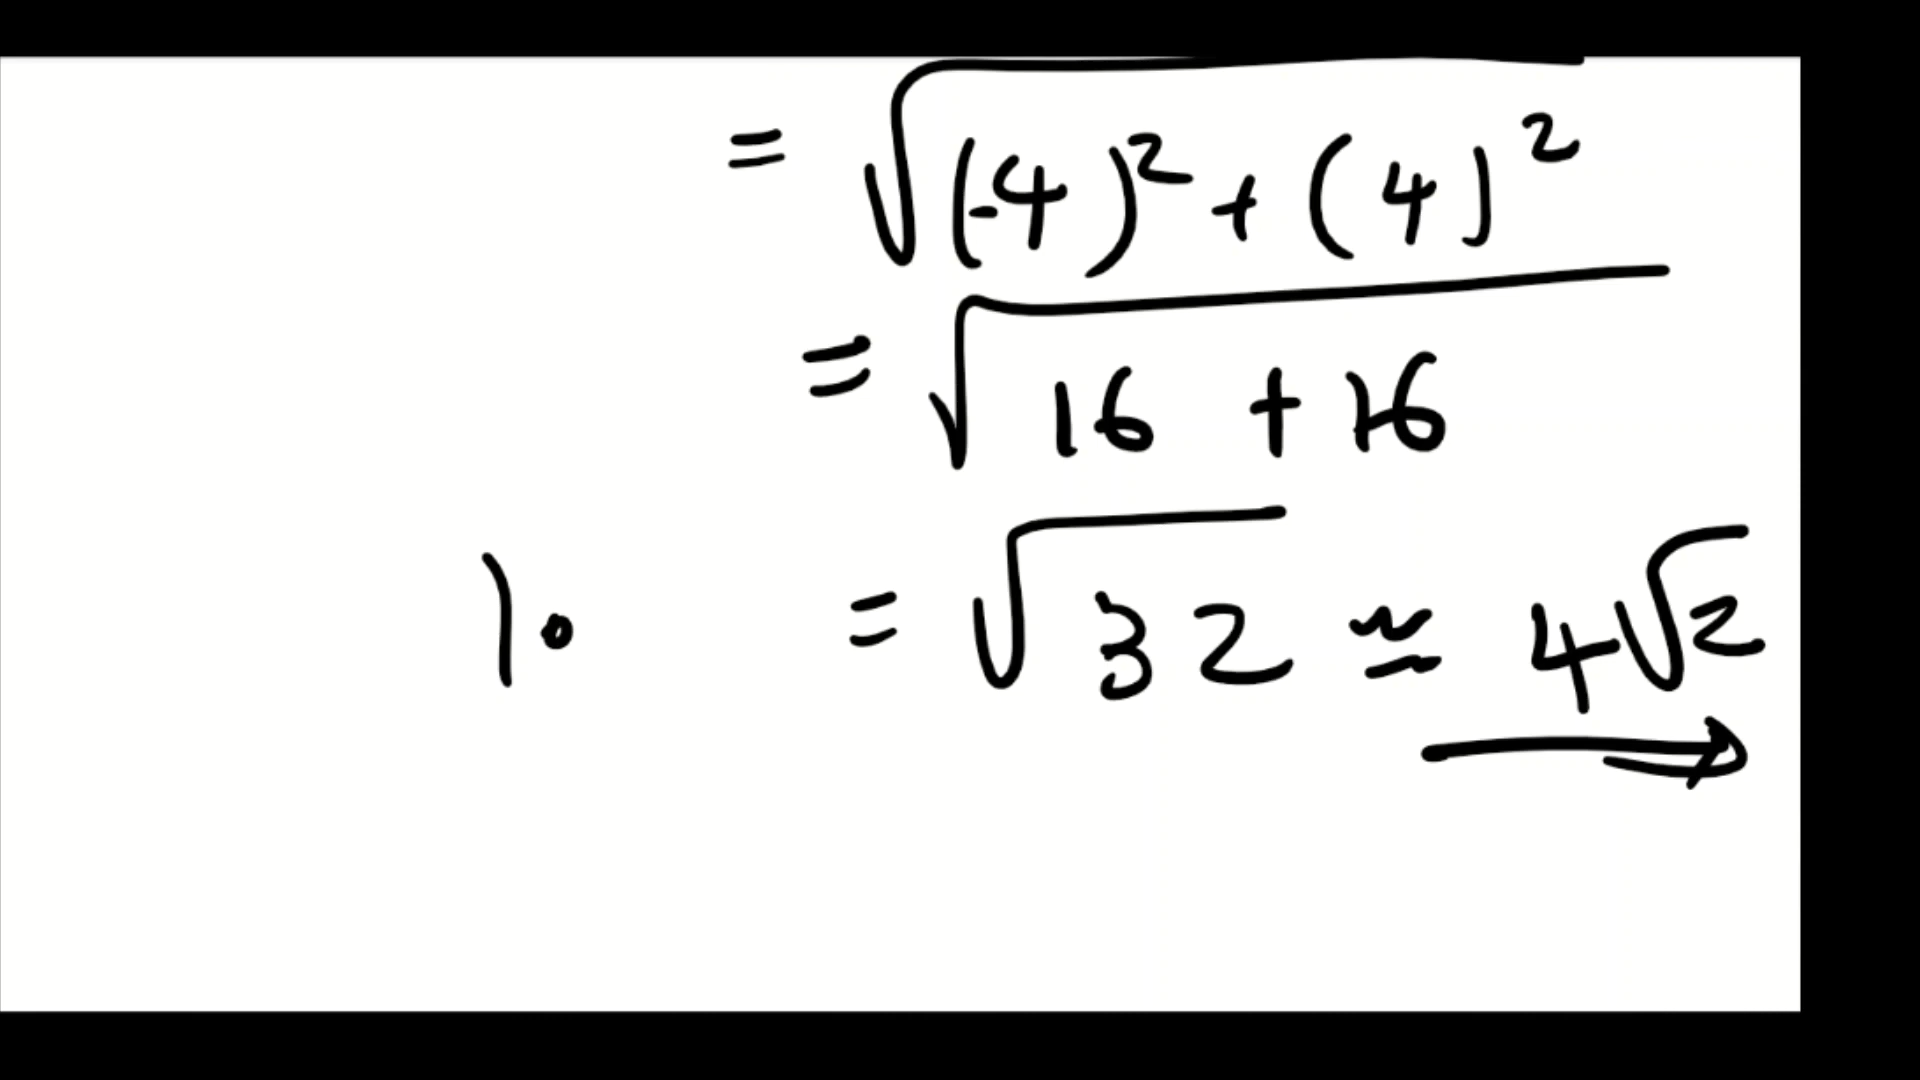 = √(-4)² + (4)²
= √16 + 16
1. = √32 ≈ 4√2